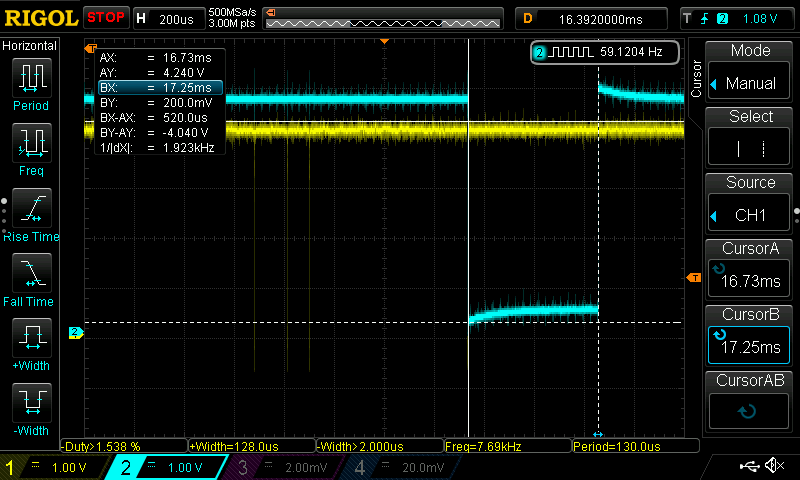 RIGOL STOP H 200us 500MSa/s 3.00M pts D 16.3920000ms T 2 1.08 V
Horizontal
Period
Freq
Rise Time
Fall Time
+Width
-Width
T
AX: = 16.73ms
AY: = 4.240 V
BX: = 17.25ms
BY: = 200.0mV
BX-AX: = 520.0us
BY-AY: = -4.040 V
1/|dX|: = 1.923kHz
2 59.1204 Hz
2
T
Cursor
Mode
Manual
Select
Source
CH1
CursorA
16.73ms
CursorB
17.25ms
CursorAB
-Duty>1.538 % +Width=128.0us -Width>2.000us Freq=7.69kHz Period=130.0us
1 = 1.00 V 2 = 1.00 V 3 = 2.00mV 4 = 20.0mV